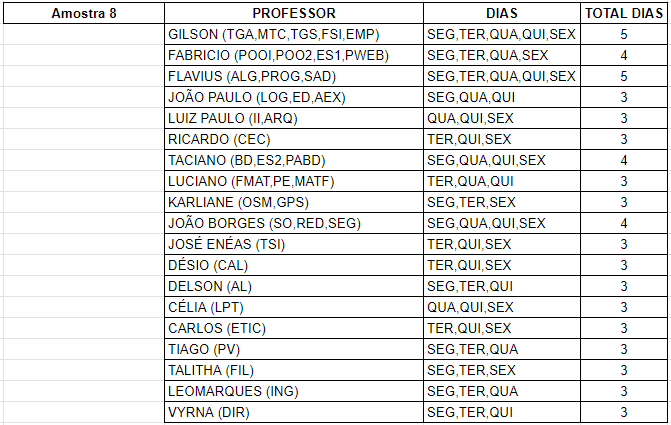 Amostra 8 PROFESSOR DIAS TOTAL DIAS
GILSON (TGA,MTC,TGS,FSI,EMP) SEG,TER,QUA,QUI,SEX 5
FABRICIO (POOI,POO2,ES1,PWEB) SEG,TER,QUA,SEX 4
FLAVIUS (ALG,PROG,SAD) SEG,TER,QUA,QUI,SEX 5
JOÃO PAULO (LOG,ED,AEX) SEG,QUA,QUI 3
LUIZ PAULO (II,ARQ) QUA,QUI,SEX 3
RICARDO (CEC) TER,QUI,SEX 3
TACIANO (BD,ES2,PABD) SEG,QUA,QUI,SEX 4
LUCIANO (FMAT,PE,MATF) TER,QUA,QUI 3
KARLIANE (OSM,GPS) SEG,TER,SEX 3
JOÃO BORGES (SO,RED,SEG) SEG,QUA,QUI,SEX 4
JOSÉ ENÉAS (TSI) TER,QUI,SEX 3
DÉSIO (CAL) TER,QUI,SEX 3
DELSON (AL) SEG,TER,QUI 3
CÉLIA (LPT) QUA,QUI,SEX 3
CARLOS (ETIC) TER,QUI,SEX 3
TIAGO (PV) SEG,TER,QUA 3
TALITHA (FIL) SEG,TER,SEX 3
LEOMARQUES (ING) SEG,TER,QUA 3
VYRNA (DIR) SEG,TER,QUI 3